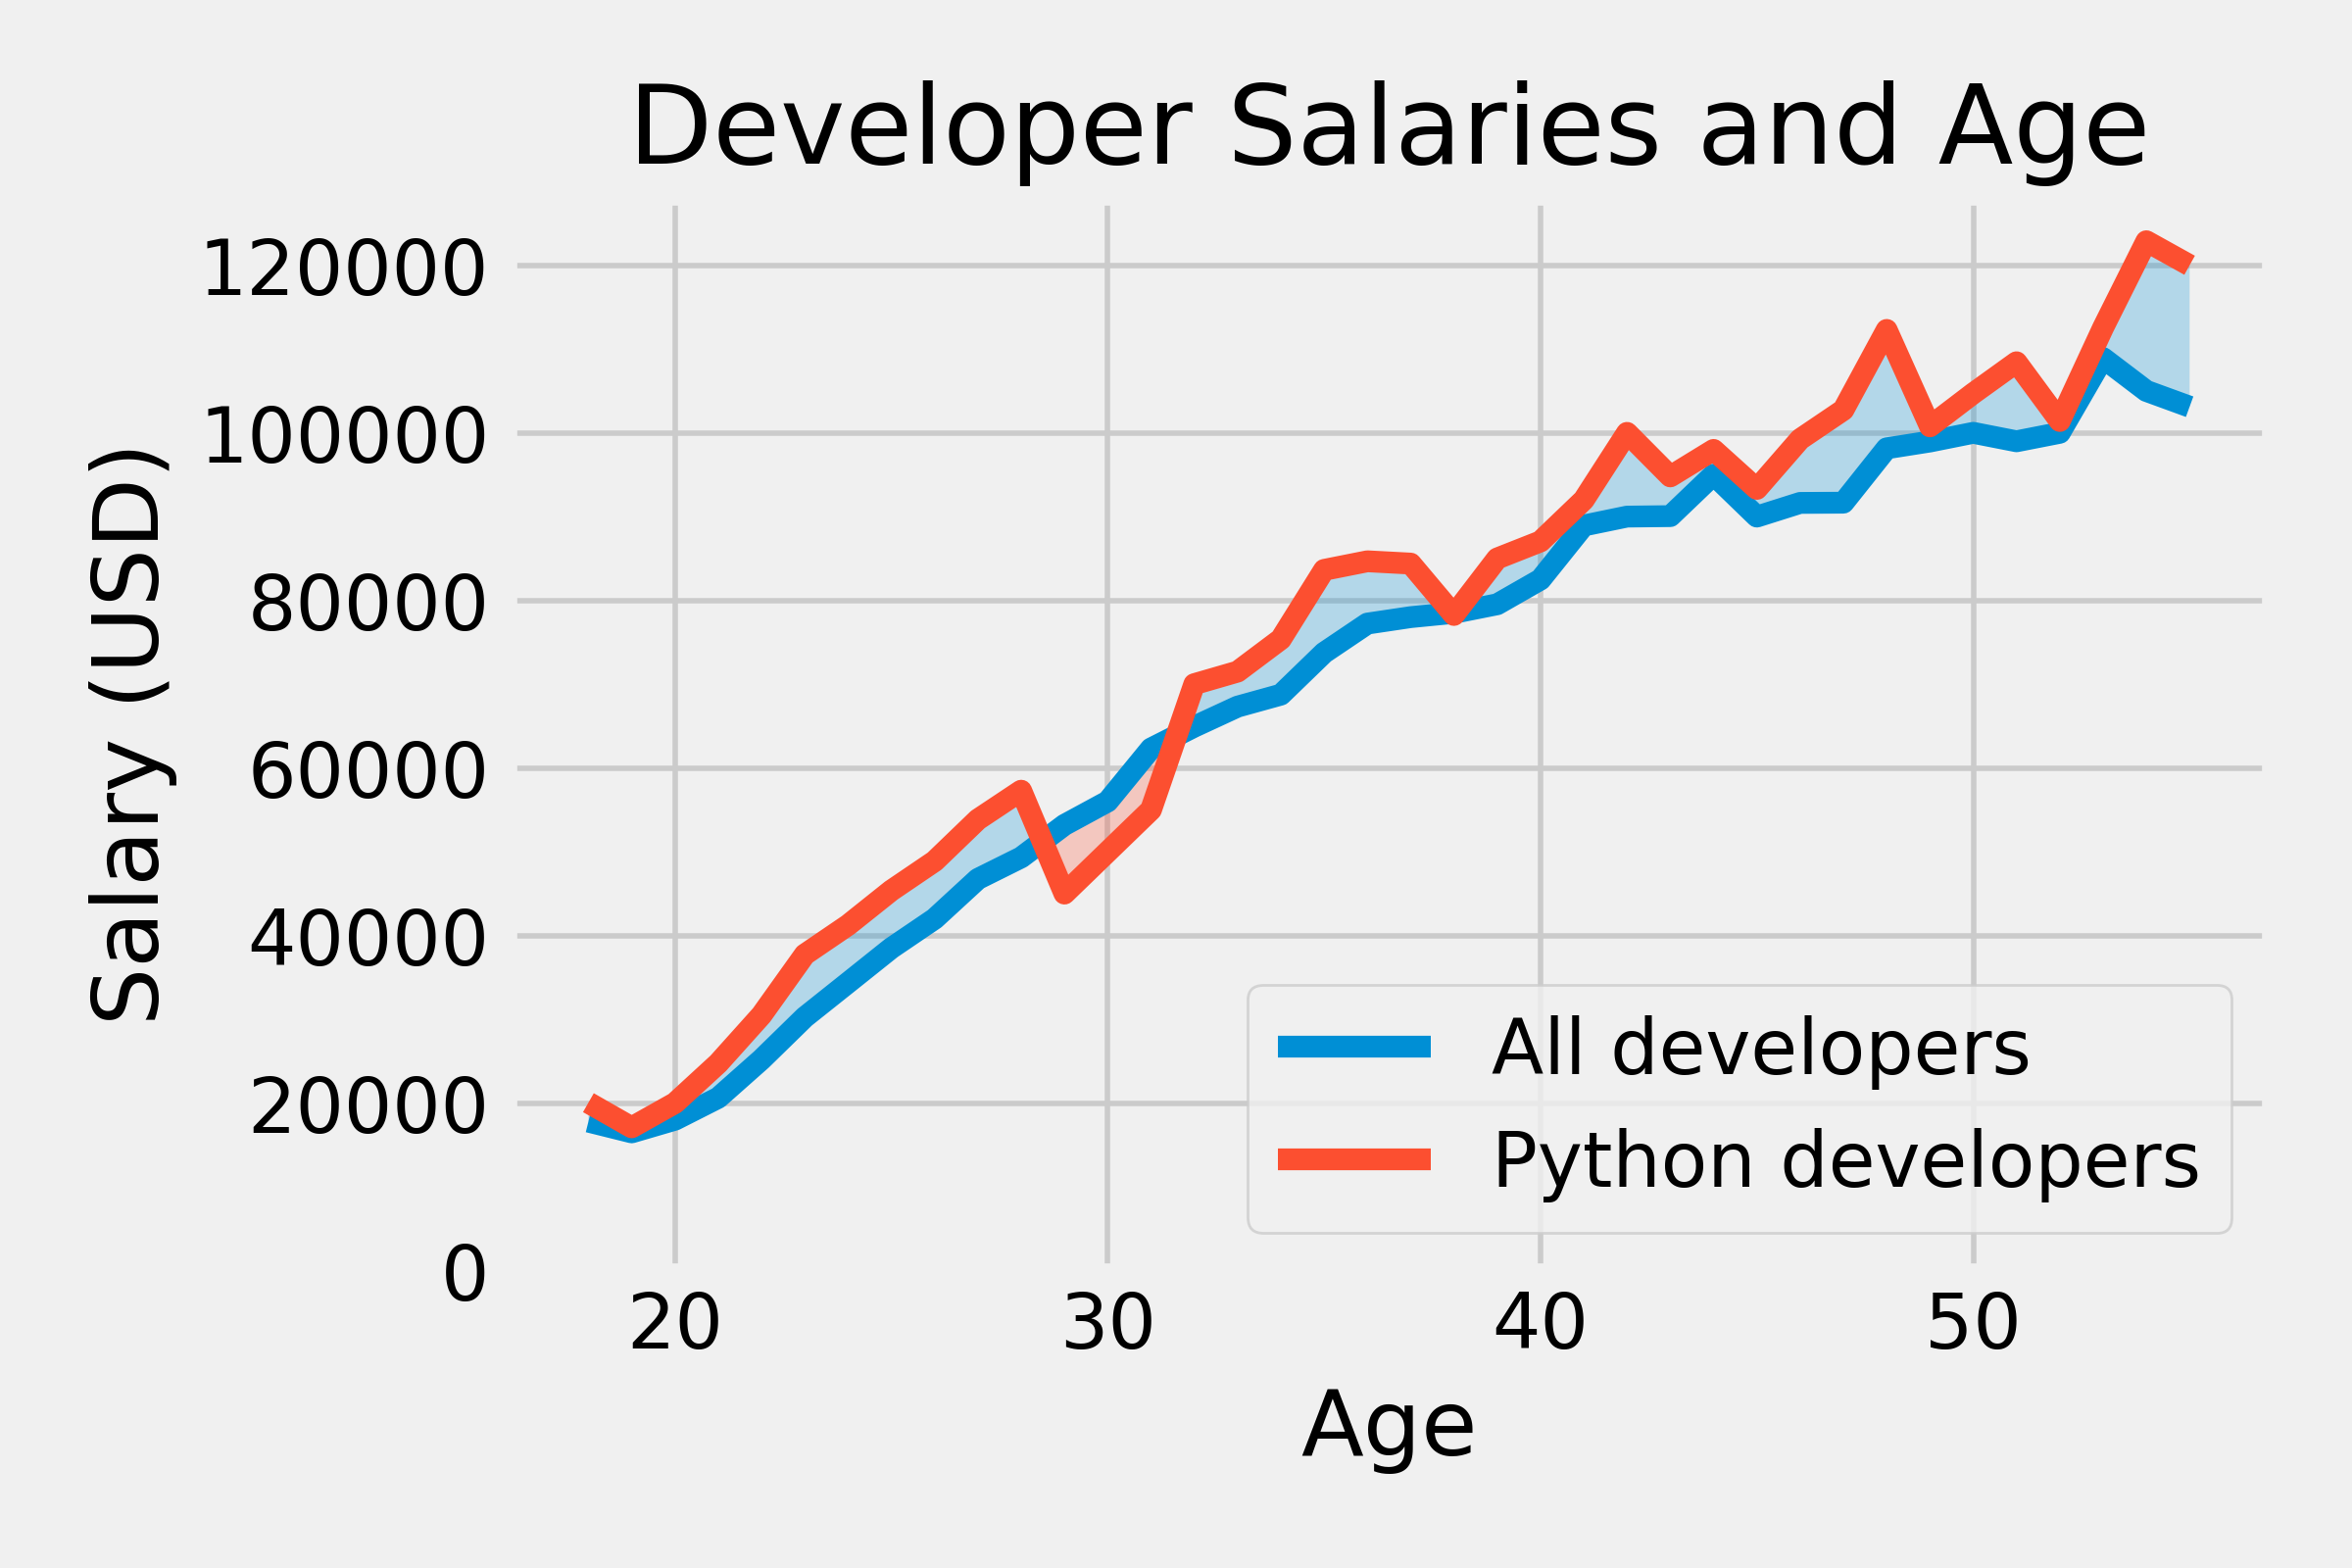 Developer Salaries and Age
Salary (USD)
120000
100000
80000
60000
40000
20000
0
20 30 40 50
Age
All developers
Python developers